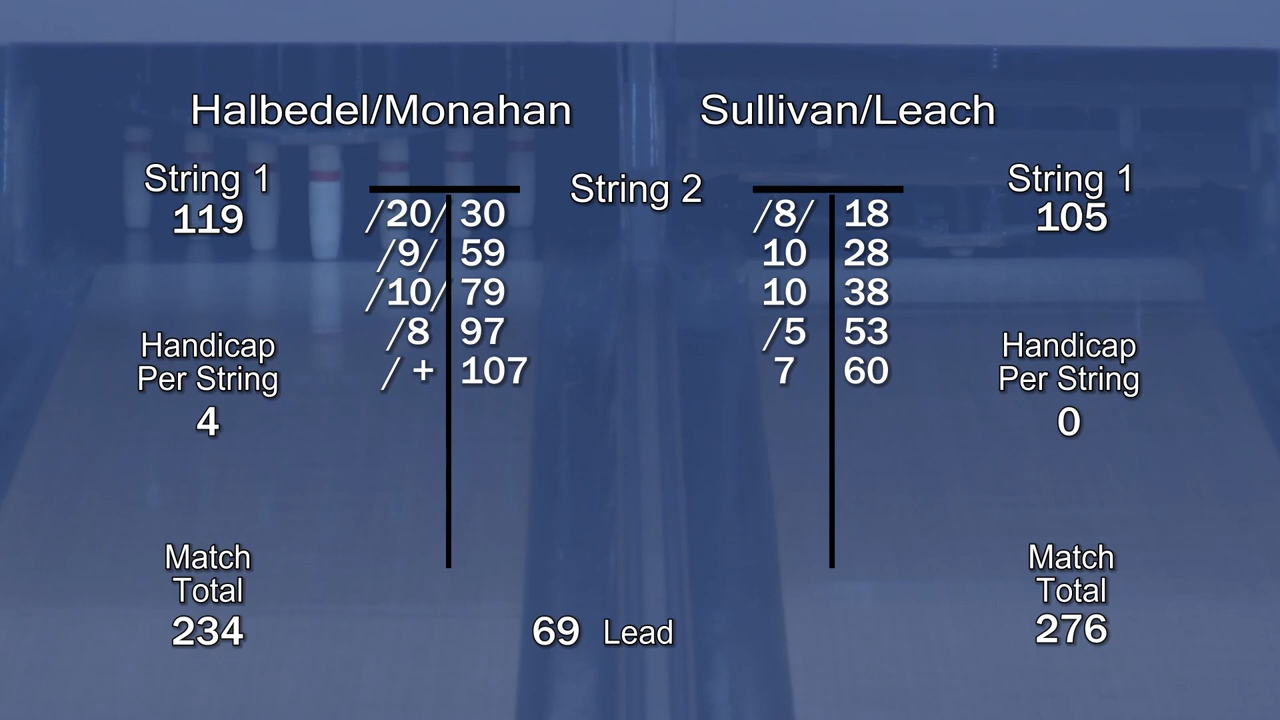 Halbedel/Monahan
Sullivan/Leach
String 1
119
String 2
String 1
105
/20/ 30
/9/ 59
/10/ 79
/8 97
/ + 107
/8/ 18
10 28
10 38
/5 53
7 60
Handicap
Per String
4
Handicap
Per String
0
Match
Total
234
69 Lead
Match
Total
276